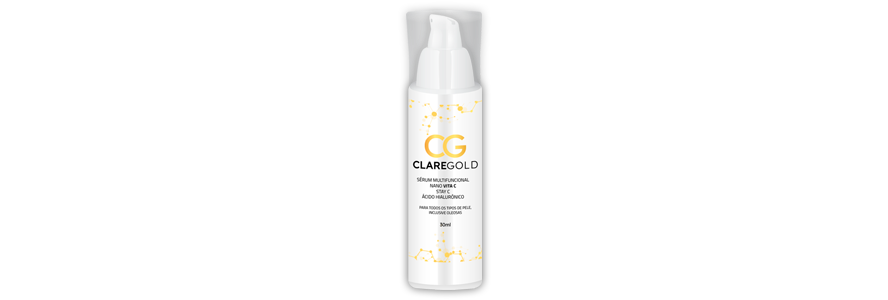 CG
CLAREGOLD
SÉRUM MULTIFUNCIONAL
NANO VITA C
STAY C
ÁCIDO HIALURÔNICO
PARA TODOS OS TIPOS DE PELE,
INCLUSIVE OLEOSAS
30ml